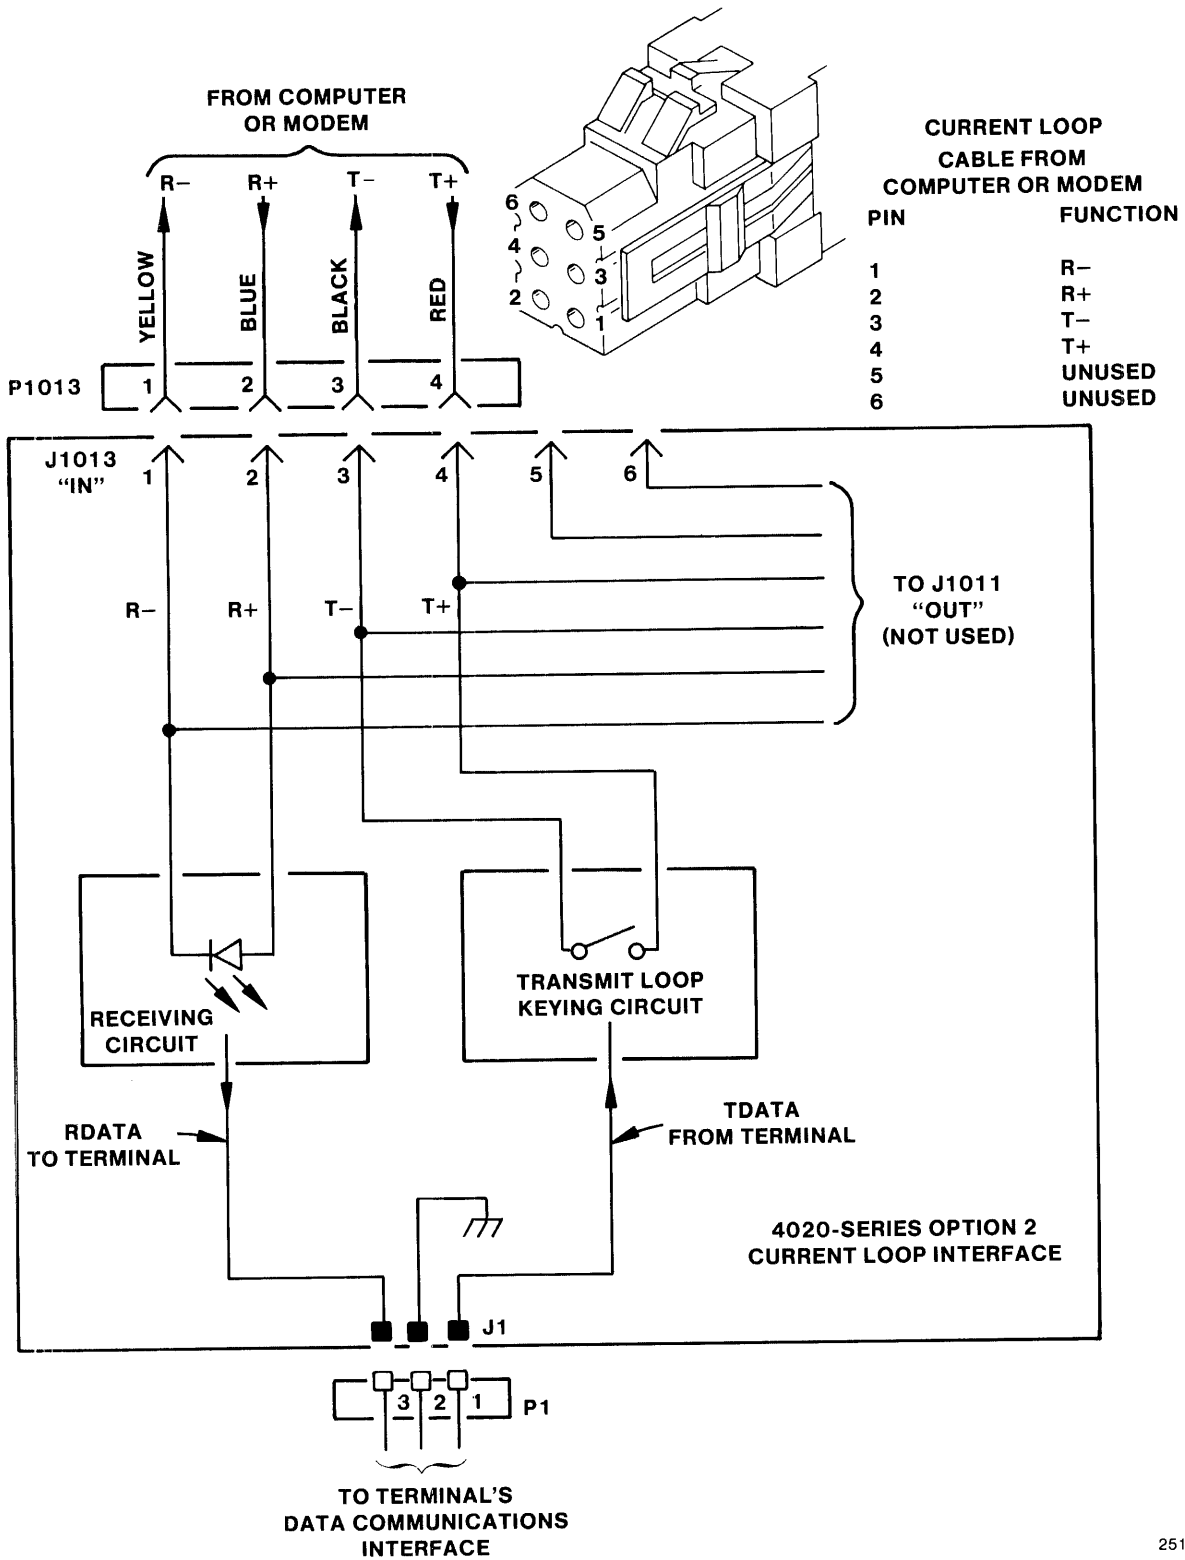 FROM COMPUTER
OR MODEM
R−
R+
T−
T+
YELLOW
BLUE
BLACK
RED
P1013
1
2
3
4
6
5
4
3
2
1
CURRENT LOOP
CABLE FROM
COMPUTER OR MODEM
PIN FUNCTION
1 R−
2 R+
3 T−
4 T+
5 UNUSED
6 UNUSED
J1013
“IN”
1
2
3
4
5
6
R−
R+
T−
T+
TO J1011
“OUT”
(NOT USED)
RECEIVING
CIRCUIT
TRANSMIT LOOP
KEYING CIRCUIT
RDATA
TO TERMINAL
TDATA
FROM TERMINAL
4020-SERIES OPTION 2
CURRENT LOOP INTERFACE
J1
3
2
1
P1
TO TERMINAL’S
DATA COMMUNICATIONS
INTERFACE
251